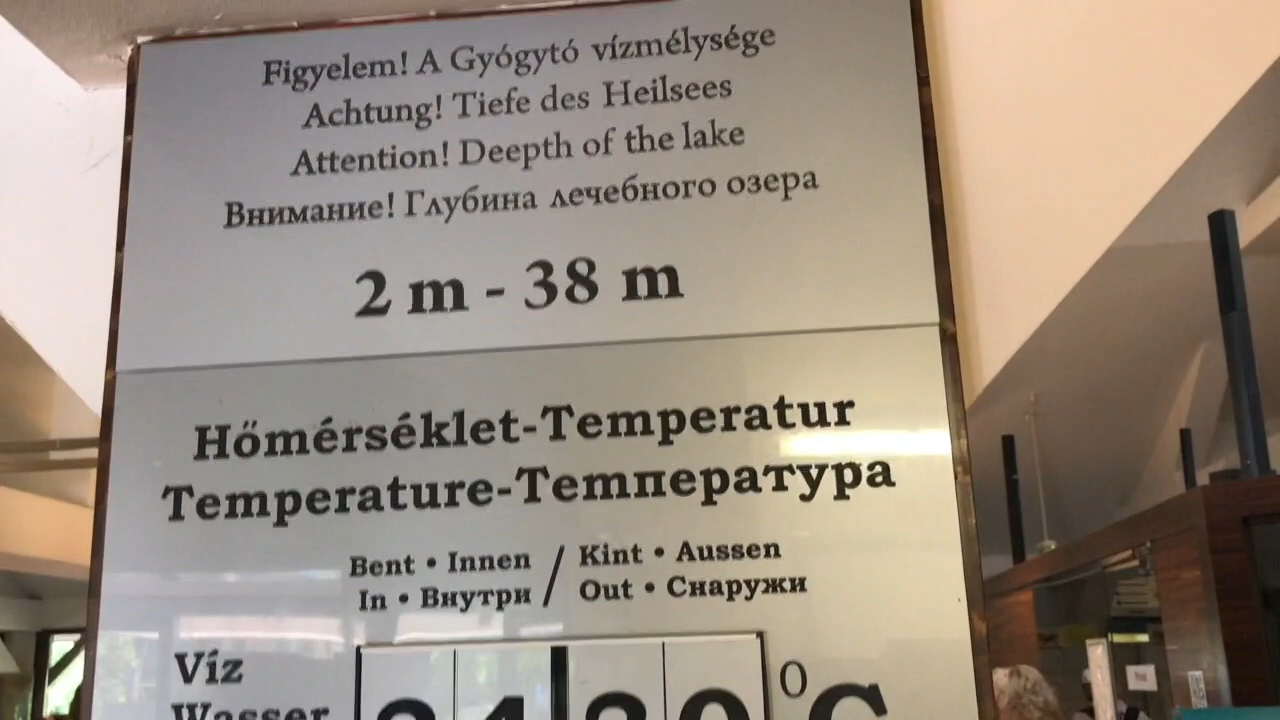 Figyelem! A Gyógytó vízmélysége
Achtung! Tiefe des Heilsees
Attention! Deepth of the lake
Внимание! Глубина лечебного озера
2 m - 38 m
Hőmérséklet-Temperatur
Temperature-Температура
Bent • Innen / Kint • Aussen
In • Внутри / Out • Снаружи
Víz
Wasser
°C